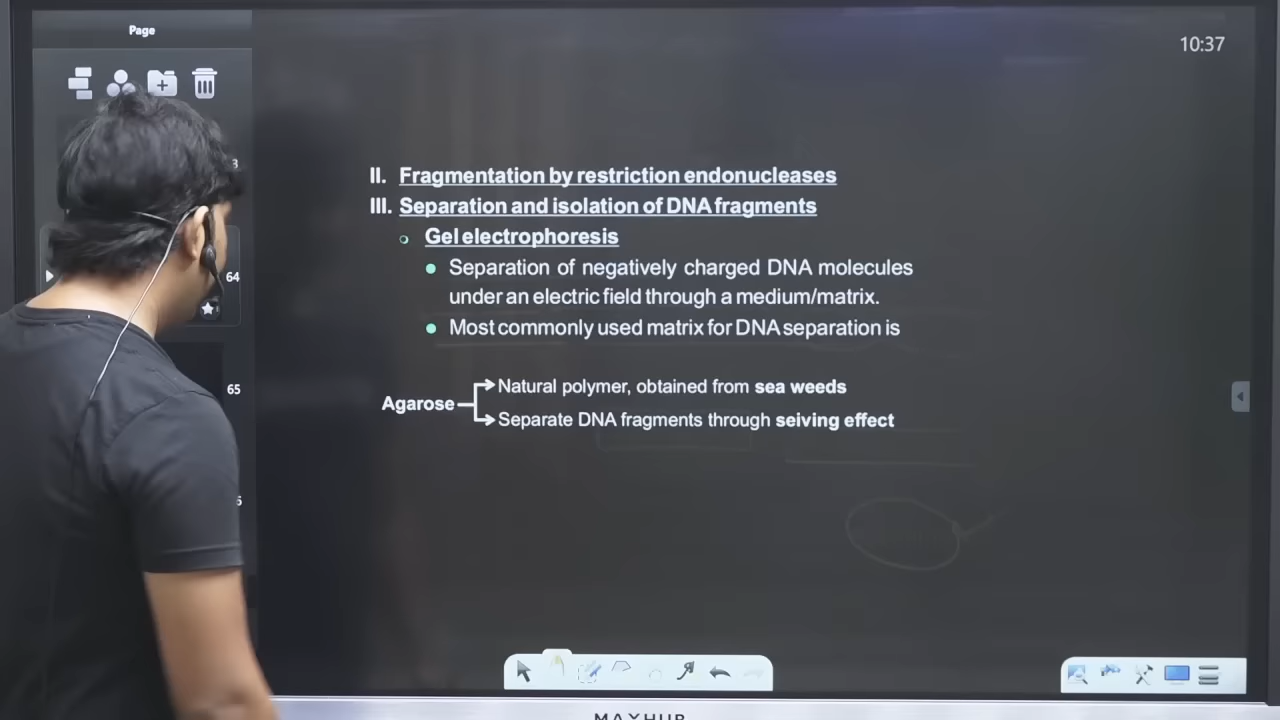 Page
10:37
3
64
65
II. Fragmentation by restriction endonucleases
III. Separation and isolation of DNA fragments
Gel electrophoresis
Separation of negatively charged DNA molecules
under an electric field through a medium/matrix.
Most commonly used matrix for DNA separation is
Natural polymer, obtained from sea weeds
Agarose
Separate DNA fragments through seiving effect
MAXHUB